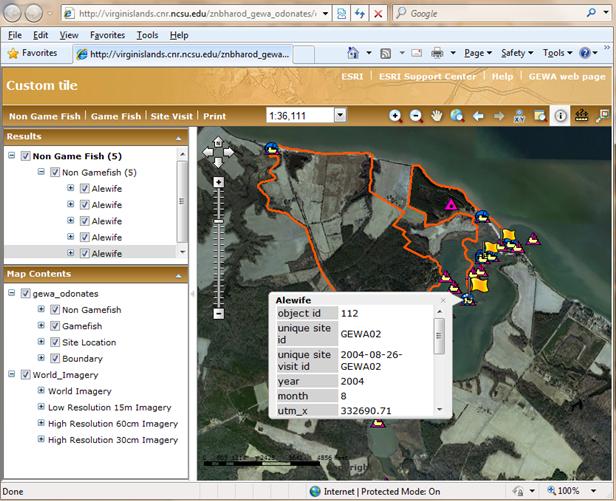 http://virginislands.cnr.ncsu.edu/znbharod_gewa_odonates/
Google
File Edit View Favorites Tools Help
Favorites
http://virginislands.cnr.ncsu.edu/znbharod_gewa...
Page Safety Tools
ESRI | ESRI Support Center | Help | GEWA web page
Custom tile
Non Game Fish | Game Fish | Site Visit | Print
1:36,111
Results
Non Game Fish (5)
Non Gamefish (5)
Alewife
Alewife
Alewife
Alewife
Alewife
Map Contents
gewa_odonates
Non Gamefish
Gamefish
Site Location
Boundary
World_Imagery
World Imagery
Low Resolution 15m Imagery
High Resolution 60cm Imagery
High Resolution 30cm Imagery
Alewife
object id 112
unique site id GEWA02
unique site visit id 2004-08-26-GEWA02
year 2004
month 8
utm_x 332690.71
Done
Internet | Protected Mode: On
100%